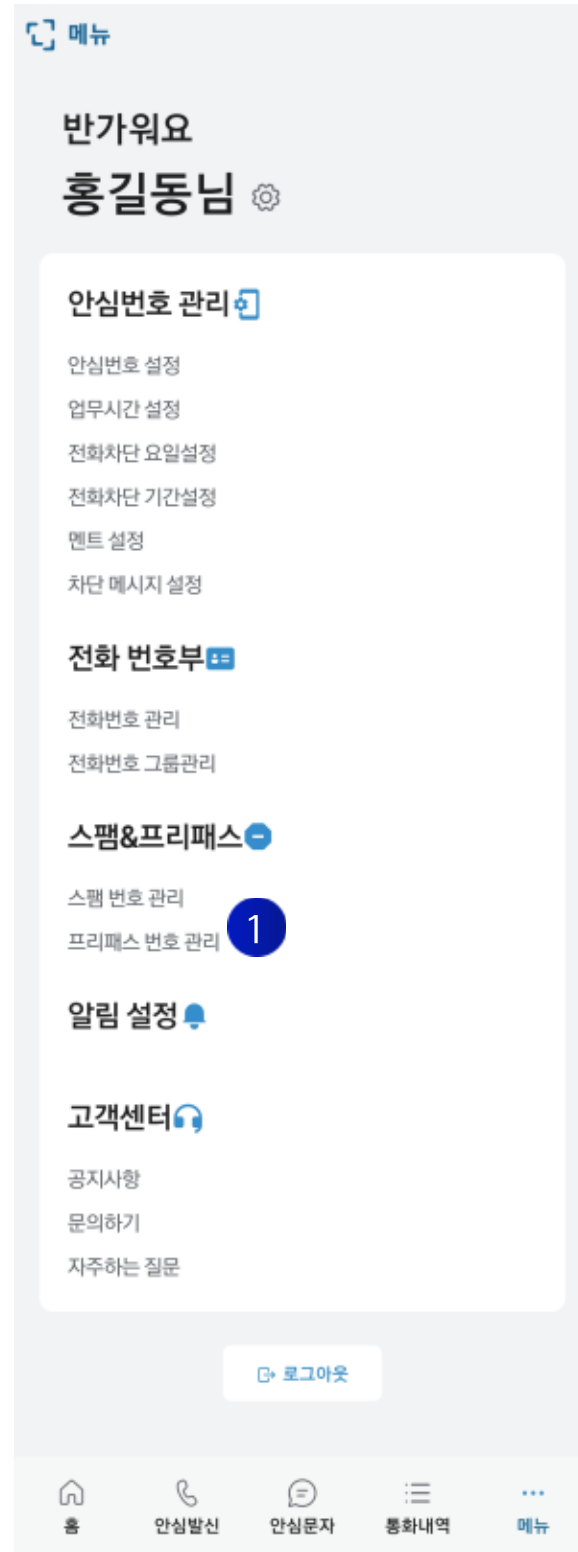 메뉴
반가워요
홍길동님
안심번호 관리
안심번호 설정
업무시간 설정
전화차단 요일설정
전화차단 기간설정
멘트 설정
차단 메시지 설정
전화 번호부
전화번호 관리
전화번호 그룹관리
스팸&프리패스
스팸 번호 관리
프리패스 번호 관리 1
알림 설정
고객센터
공지사항
문의하기
자주하는 질문
로그아웃
홈 안심발신 안심문자 통화내역 메뉴